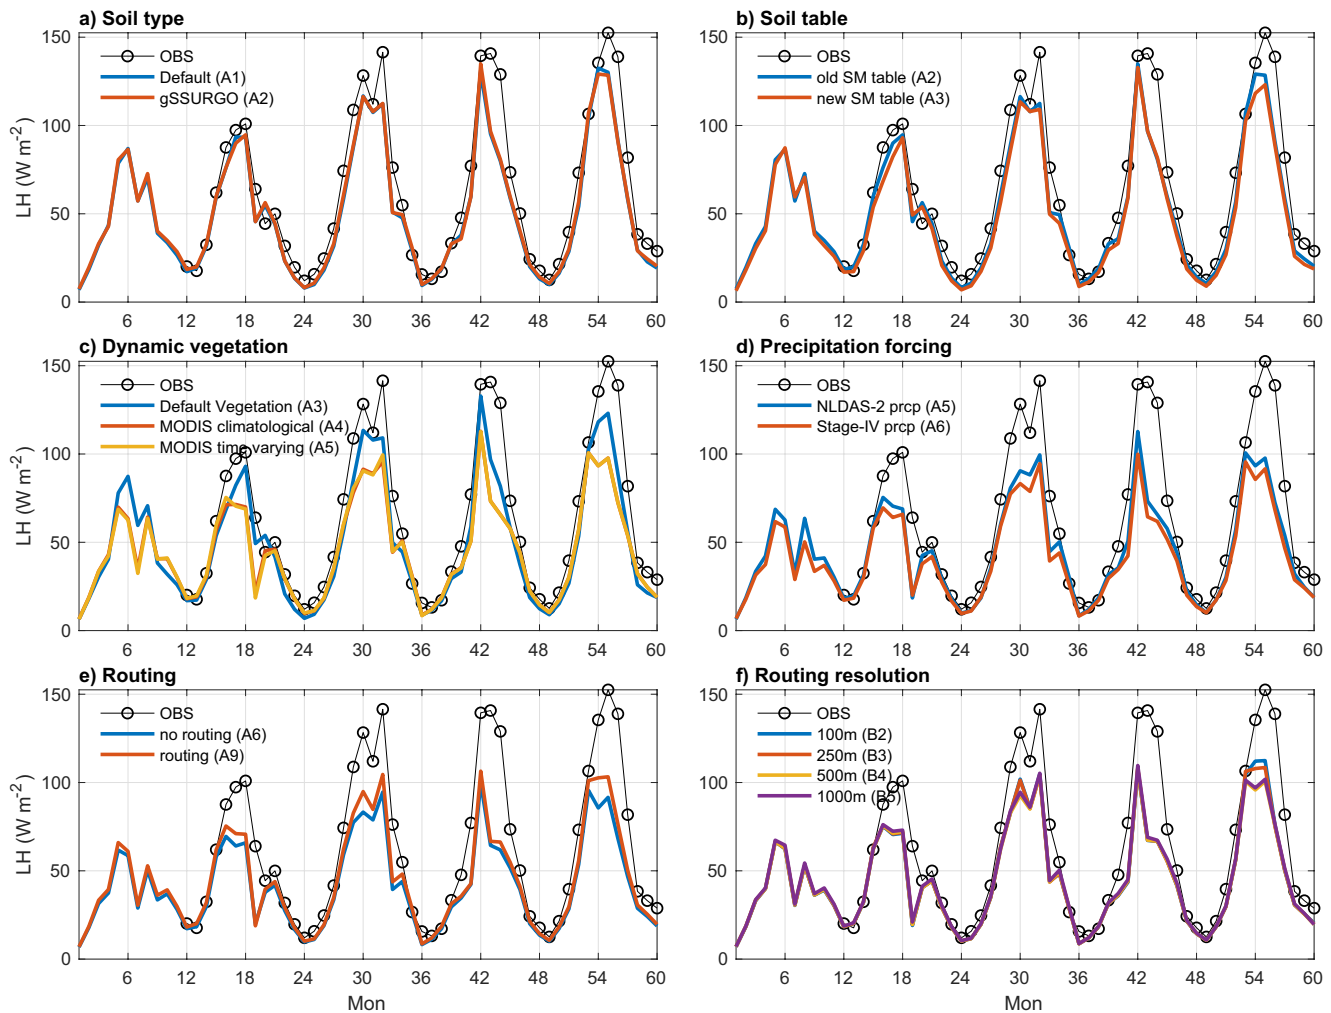 a) Soil type
LH (W m-2)
150
100
50
0
OBS
Default (A1)
gSSURGO (A2)
6 12 18 24 30 36 42 48 54 60
b) Soil table
LH (W m-2)
150
100
50
0
OBS
old SM table (A2)
new SM table (A3)
6 12 18 24 30 36 42 48 54 60
c) Dynamic vegetation
LH (W m-2)
150
100
50
0
OBS
Default Vegetation (A3)
MODIS climatological (A4)
MODIS time varying (A5)
6 12 18 24 30 36 42 48 54 60
d) Precipitation forcing
LH (W m-2)
150
100
50
0
OBS
NLDAS-2 prcp (A5)
Stage-IV prcp (A6)
6 12 18 24 30 36 42 48 54 60
e) Routing
LH (W m-2)
150
100
50
0
OBS
no routing (A6)
routing (A9)
6 12 18 24 30 36 42 48 54 60
Mon
f) Routing resolution
LH (W m-2)
150
100
50
0
OBS
100m (B2)
250m (B3)
500m (B4)
1000m (B5)
6 12 18 24 30 36 42 48 54 60
Mon